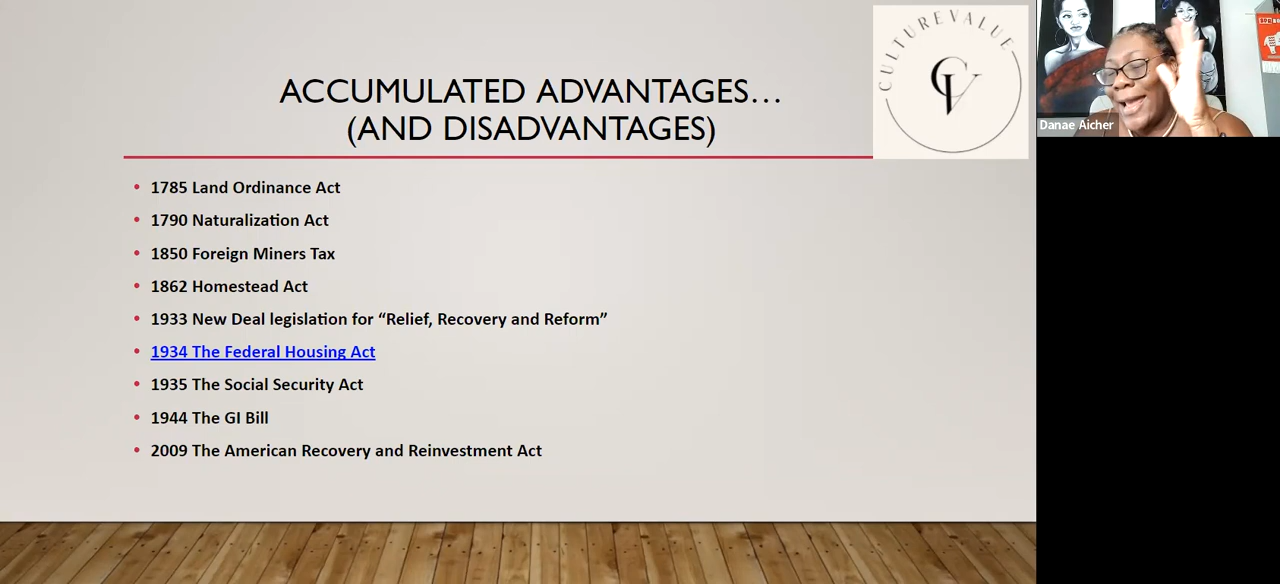 ACCUMULATED ADVANTAGES...
(AND DISADVANTAGES)
CULTUREVALUE
CV
• 1785 Land Ordinance Act
• 1790 Naturalization Act
• 1850 Foreign Miners Tax
• 1862 Homestead Act
• 1933 New Deal legislation for “Relief, Recovery and Reform”
• 1934 The Federal Housing Act
• 1935 The Social Security Act
• 1944 The GI Bill
• 2009 The American Recovery and Reinvestment Act
Danae Aicher